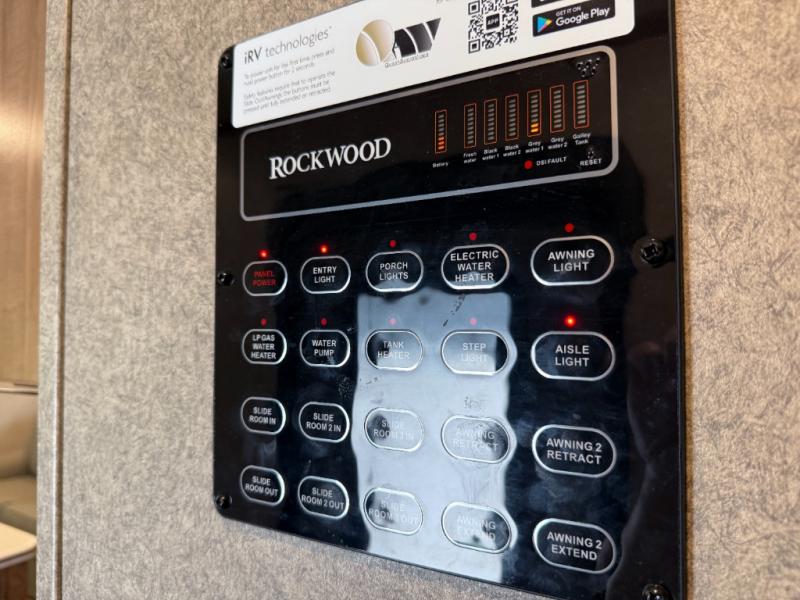 iRV technologies
To power unit for the first time, press and
hold power button for 2 seconds.
Safety features require that to operate the
Slide Out/Awnings the buttons must be
pressed until fully extended or retracted.
APP
GET IT ON
Google Play
ROCKWOOD
Battery
Fresh water
Black water 1
Black water 2
Grey water 1
Grey water 2
Galley Tank
DSI FAULT
RESET
PANEL POWER
ENTRY LIGHT
PORCH LIGHTS
ELECTRIC WATER HEATER
AWNING LIGHT
LP GAS WATER HEATER
WATER PUMP
TANK HEATER
STEP LIGHT
AISLE LIGHT
SLIDE ROOM IN
SLIDE ROOM 2 IN
SLIDE ROOM 3 IN
AWNING RETRACT
AWNING 2 RETRACT
SLIDE ROOM OUT
SLIDE ROOM 2 OUT
SLIDE ROOM 3 OUT
AWNING EXTEND
AWNING 2 EXTEND